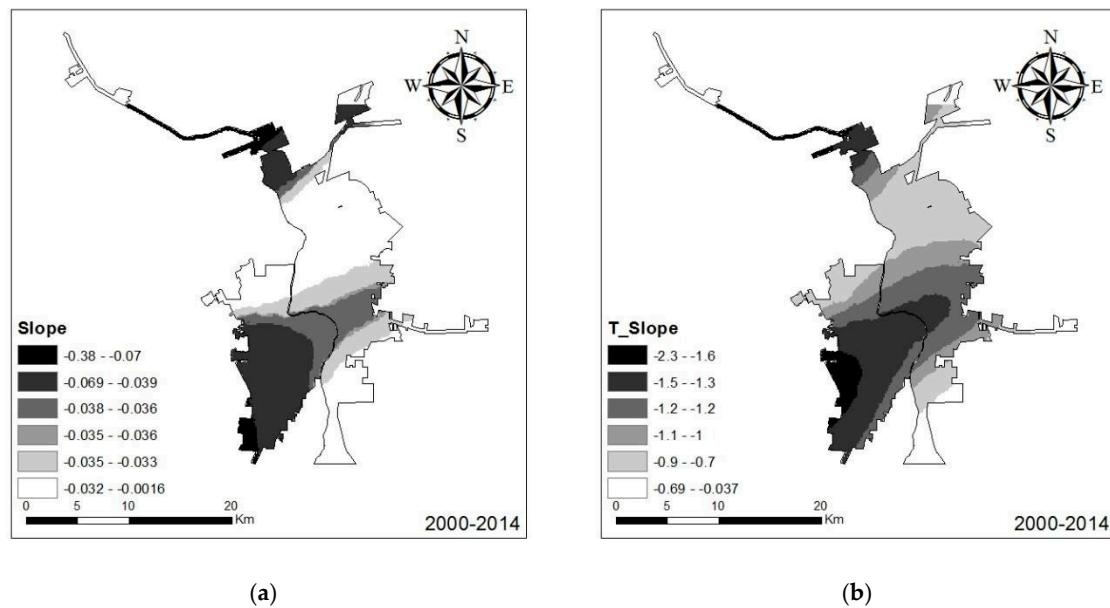 N
W E
S
Slope
-0.38 - -0.07
-0.069 - -0.039
-0.038 - -0.036
-0.035 - -0.036
-0.035 - -0.033
-0.032 - -0.0016
0 5 10 20
Km
2000-2014
(a)
N
W E
S
T_Slope
-2.3 - -1.6
-1.5 - -1.3
-1.2 - -1.2
-1.1 - -1
-0.9 - -0.7
-0.69 - -0.037
0 5 10 20
Km
2000-2014
(b)